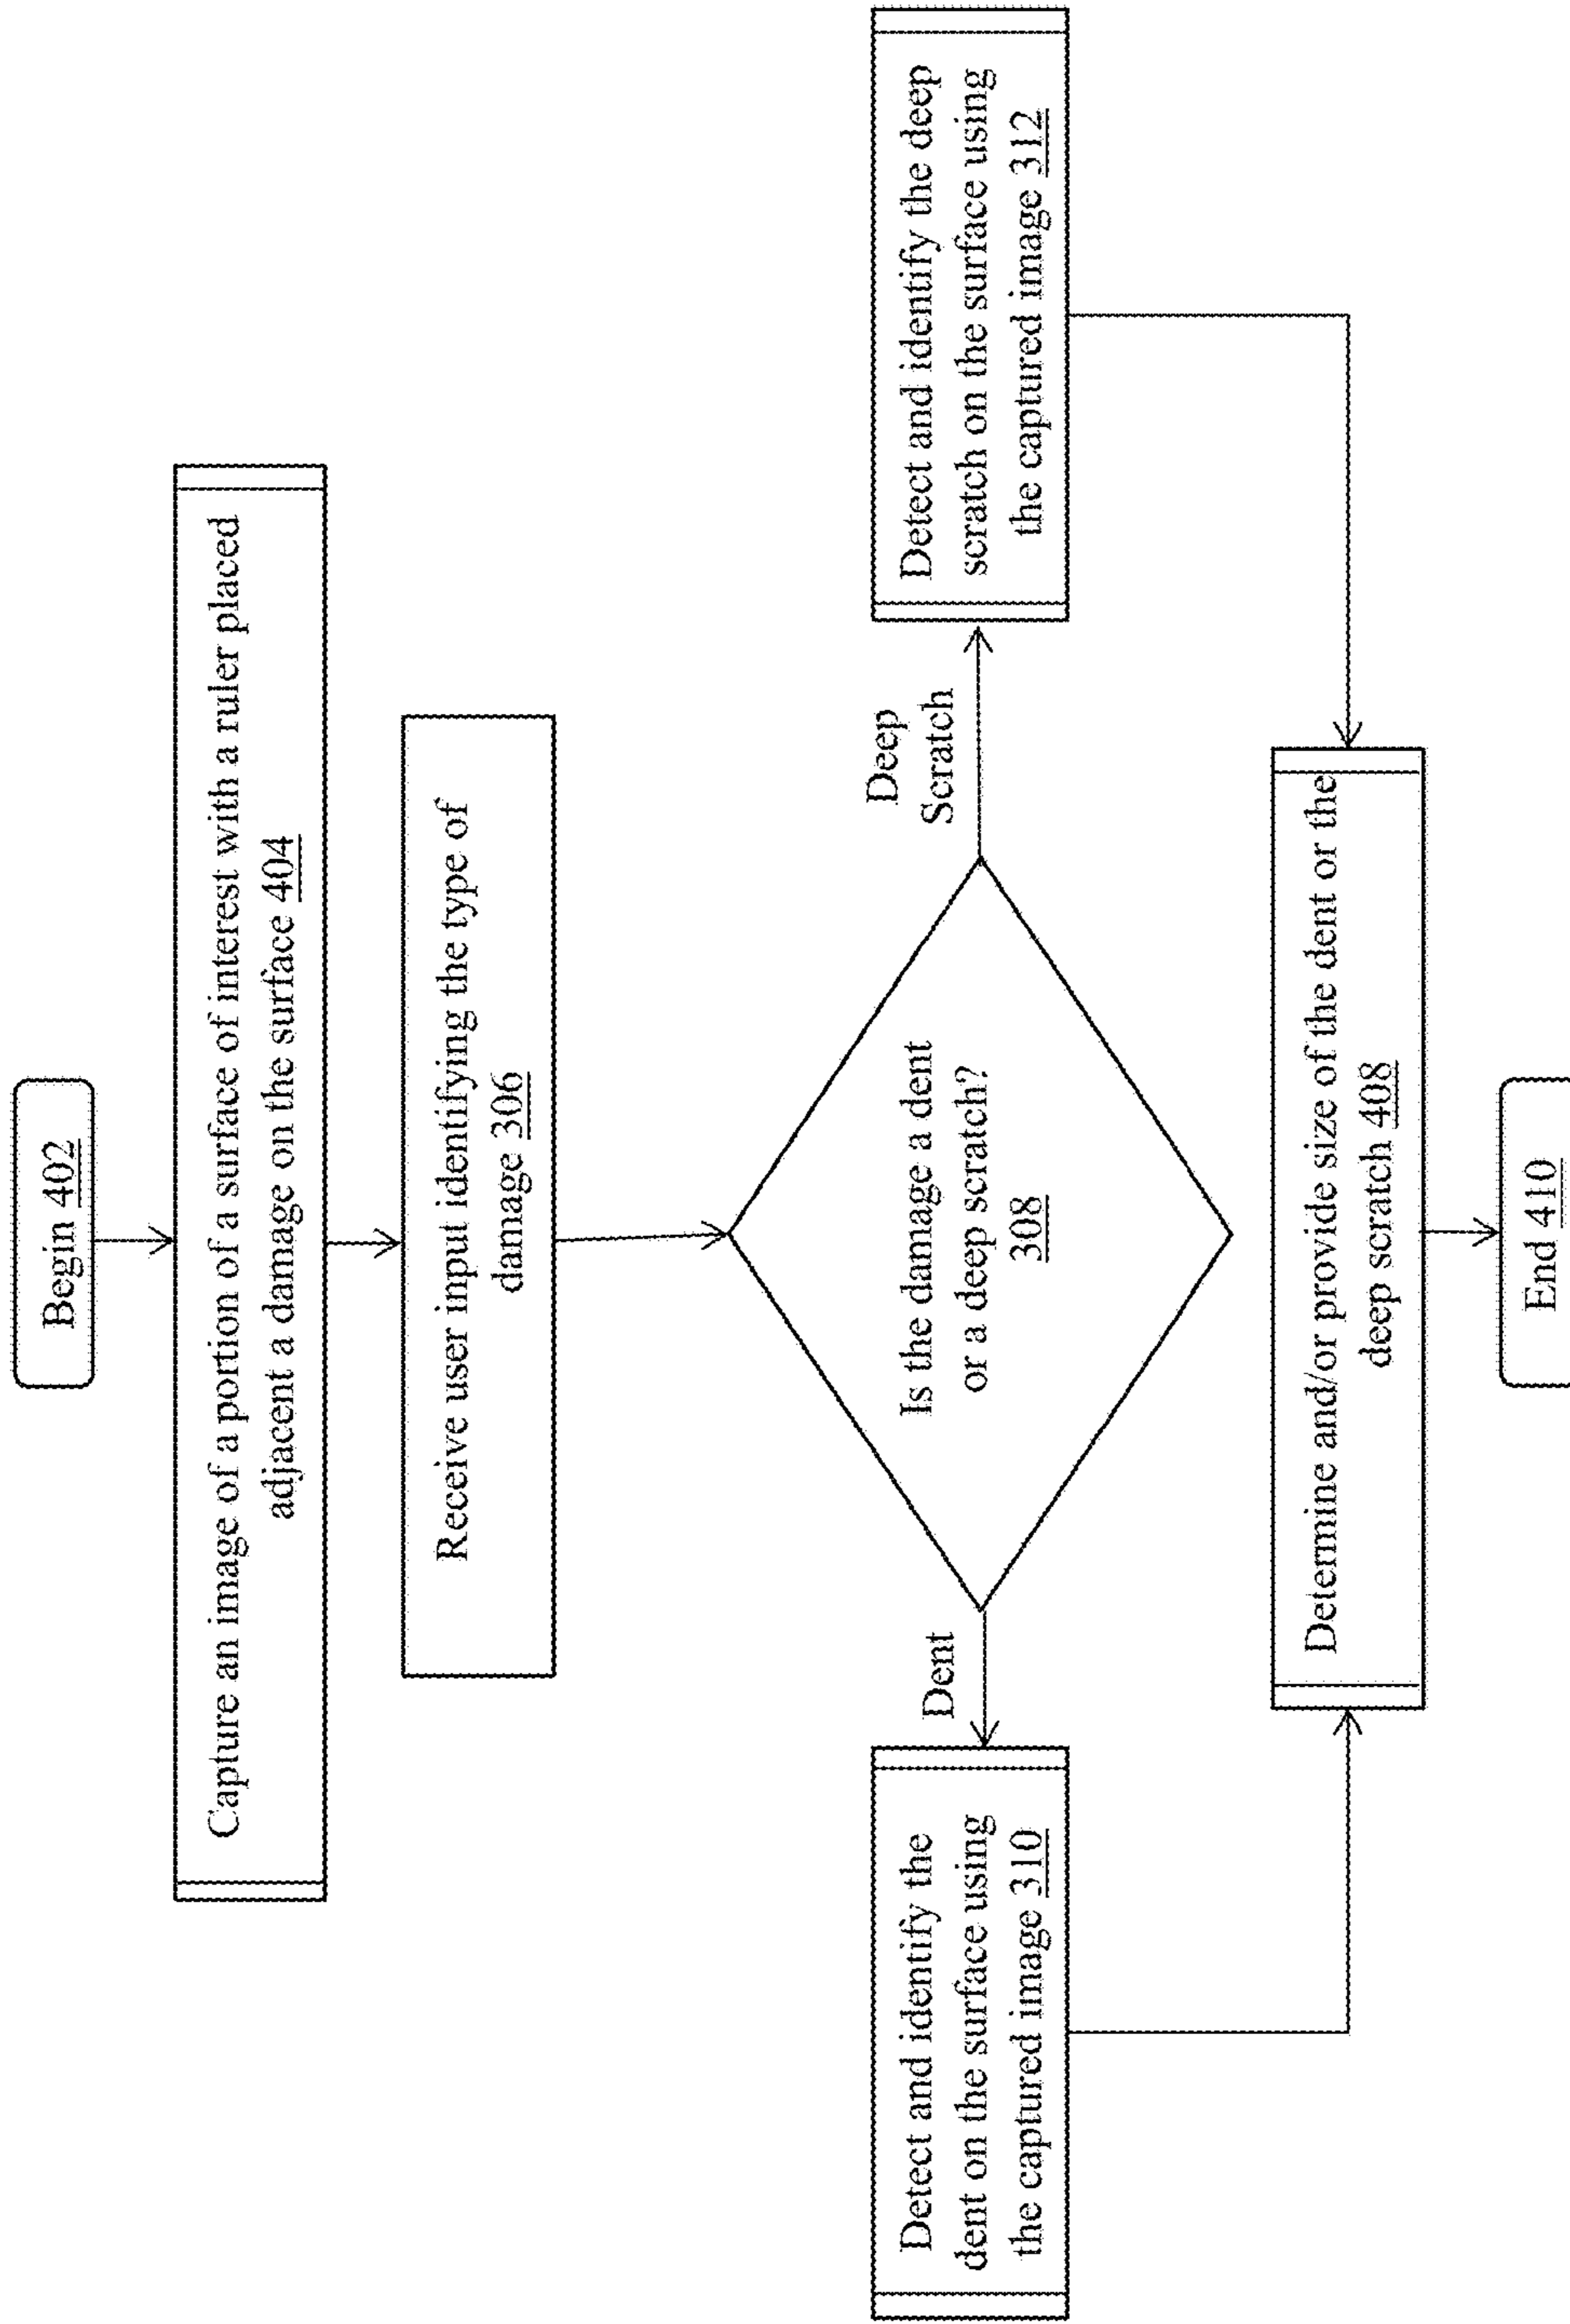 Begin 402
Capture an image of a portion of a surface of interest with a ruler placed
adjacent a damage on the surface 404
Receive user input identifying the type of
damage 306
Is the damage a dent
or a deep scratch?
308
Dent
Deep
Scratch
Detect and identify the
dent on the surface using
the captured image 310
Detect and identify the deep
scratch on the surface using
the captured image 312
Determine and/or provide size of the dent or the
deep scratch 408
End 410